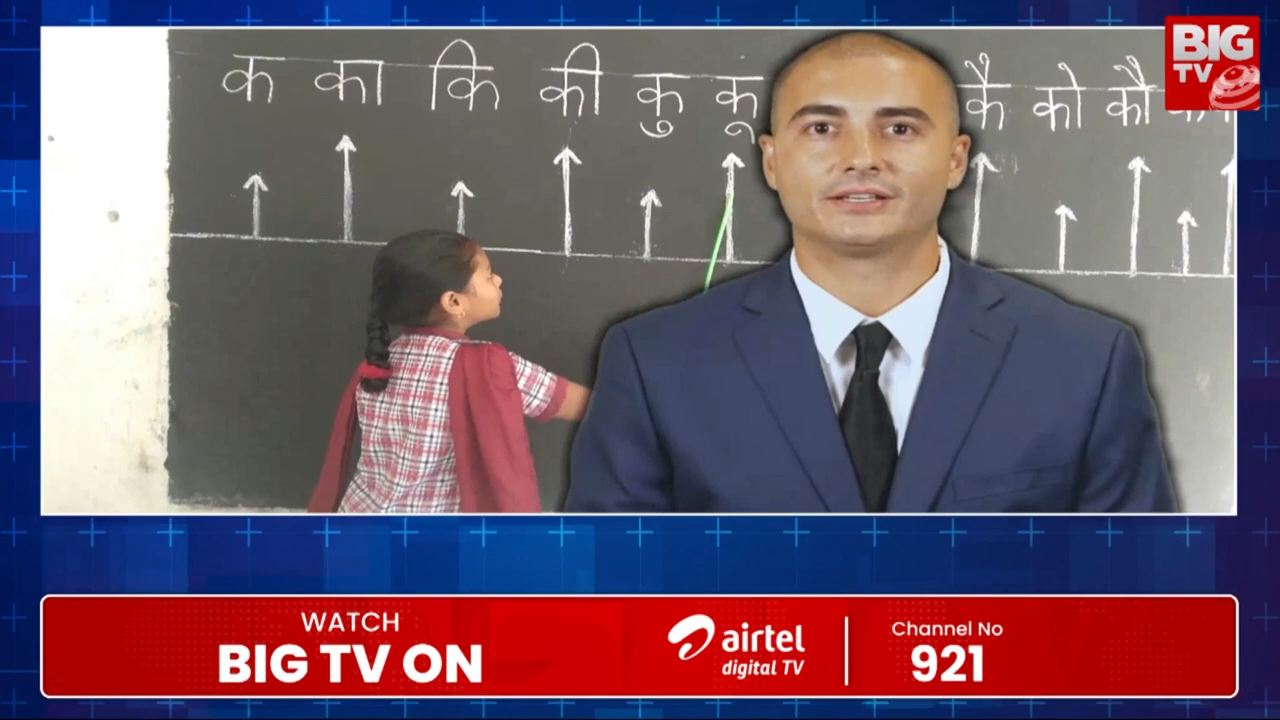 क का कि की कु कू कै को कौ
BIG
TV
WATCH
BIG TV ON
airtel
digital TV
Channel No
921